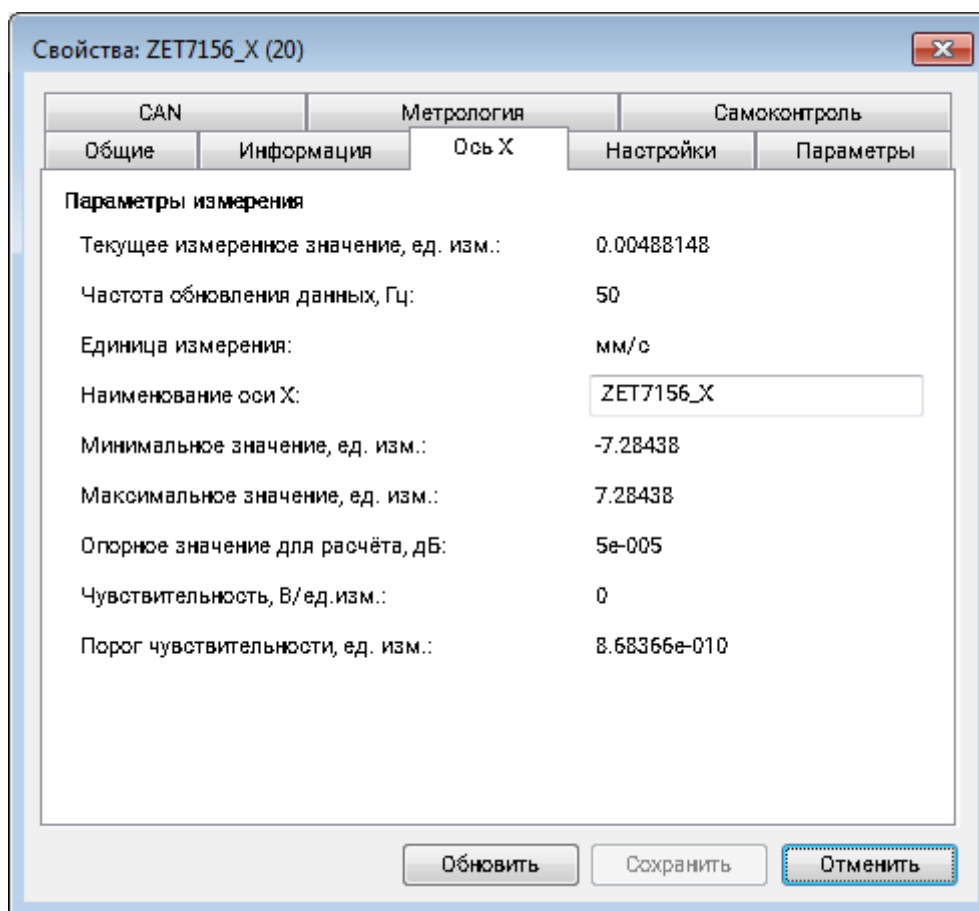 Свойства: ZET7156_X (20)
CAN Метрология Самоконтроль
Общие Информация Ось X Настройки Параметры
Параметры измерения
Текущее измеренное значение, ед. изм.: 0.00488148
Частота обновления данных, Гц: 50
Единица измерения: мм/с
Наименование оси X: ZET7156_X
Минимальное значение, ед. изм.: -7.28438
Максимальное значение, ед. изм.: 7.28438
Опорное значение для расчёта, дБ: 5e-005
Чувствительность, В/ед.изм.: 0
Порог чувствительности, ед. изм.: 8.68366e-010
Обновить Сохранить Отменить